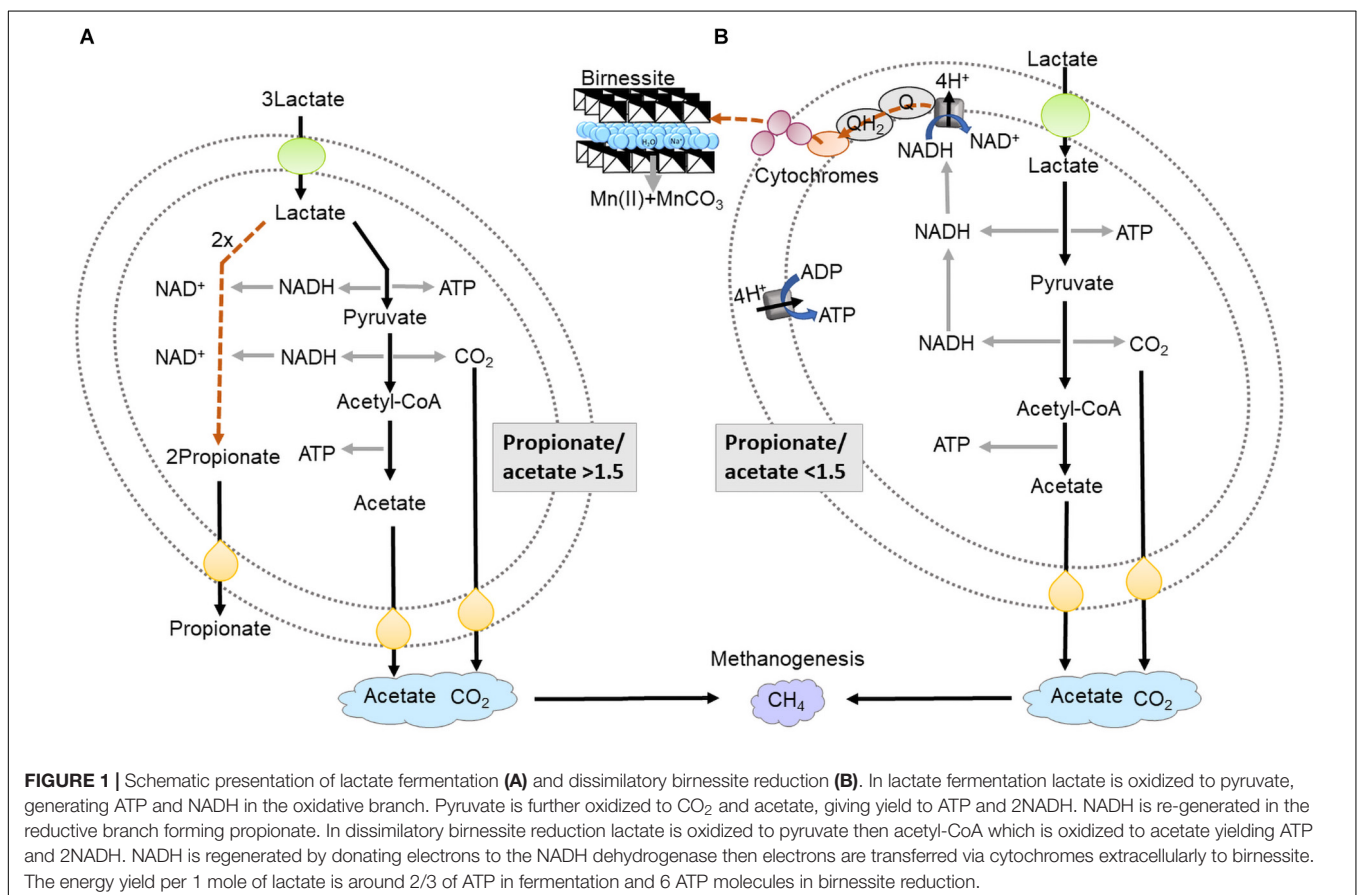 A
3Lactate
Lactate
2x
NAD⁺
NADH
ATP
Pyruvate
NAD⁺
NADH
CO₂
Acetyl-CoA
ATP
2Propionate
Acetate
Propionate/
acetate >1.5
Propionate
Acetate CO₂
B
Birnessite
H₂O
Na⁺
Mn(II)+MnCO₃
Cytochromes
QH₂
Q
4H⁺
NADH
NAD⁺
Lactate
Lactate
NADH
ATP
4H⁺
ADP
ATP
Pyruvate
NADH
CO₂
Acetyl-CoA
ATP
Propionate/
acetate <1.5
Acetate
Methanogenesis
CH₄
Acetate CO₂
FIGURE 1 | Schematic presentation of lactate fermentation (A) and dissimilatory birnessite reduction (B). In lactate fermentation lactate is oxidized to pyruvate,
generating ATP and NADH in the oxidative branch. Pyruvate is further oxidized to CO₂ and acetate, giving yield to ATP and 2NADH. NADH is re-generated in the
reductive branch forming propionate. In dissimilatory birnessite reduction lactate is oxidized to pyruvate then acetyl-CoA which is oxidized to acetate yielding ATP
and 2NADH. NADH is regenerated by donating electrons to the NADH dehydrogenase then electrons are transferred via cytochromes extracellularly to birnessite.
The energy yield per 1 mole of lactate is around 2/3 of ATP in fermentation and 6 ATP molecules in birnessite reduction.